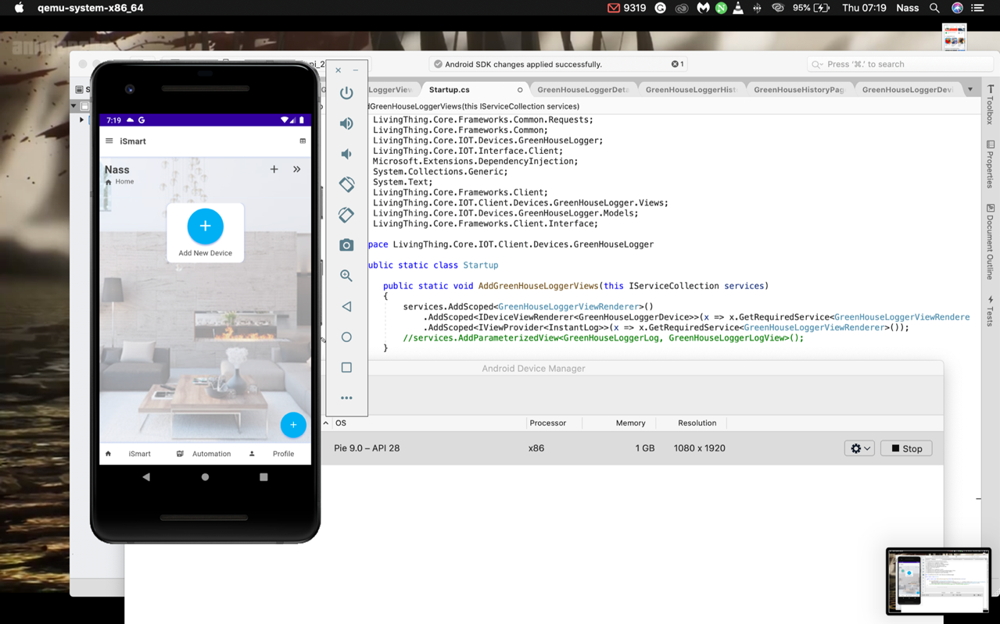 qemu-system-x86_64
9319
95%
Thu 07:19
Nass
Android SDK changes applied successfully.
1
Press '⌘.' to search
LoggerView
Startup.cs
GreenHouseLoggerDeta
GreenHouseLoggerHist
GreenHouseHistoryPag
GreenHouseLoggerDevi
dGreenHouseLoggerViews(this IServiceCollection services)
LivingThing.Core.Frameworks.Common.Requests;
LivingThing.Core.Frameworks.Common;
LivingThing.Core.IOT.Devices.GreenHouseLogger;
LivingThing.Core.IOT.Interface.Client;
Microsoft.Extensions.DependencyInjection;
System.Collections.Generic;
System.Text;
LivingThing.Core.Frameworks.Client;
LivingThing.Core.IOT.Client.Devices.GreenHouseLogger.Views;
LivingThing.Core.IOT.Devices.GreenHouseLogger.Models;
LivingThing.Core.Frameworks.Client.Interface;
pace LivingThing.Core.IOT.Client.Devices.GreenHouseLogger
ublic static class Startup
public static void AddGreenHouseLoggerViews(this IServiceCollection services)
{
services.AddScoped<GreenHouseLoggerViewRenderer>()
.AddScoped<IDeviceViewRenderer<GreenHouseLoggerDevice>>(x => x.GetRequiredService<GreenHouseLoggerViewRendere
.AddScoped<IViewProvider<InstantLog>>(x => x.GetRequiredService<GreenHouseLoggerViewRenderer>());
//services.AddParameterizedView<GreenHouseLoggerLog, GreenHouseLoggerLogView>();
}
Toolbox
Properties
Document Outline
Tests
7:19
iSmart
Nass
Home
Add New Device
iSmart
Automation
Profile
Android Device Manager
OS
Processor
Memory
Resolution
Pie 9.0 – API 28
x86
1 GB
1080 x 1920
Stop